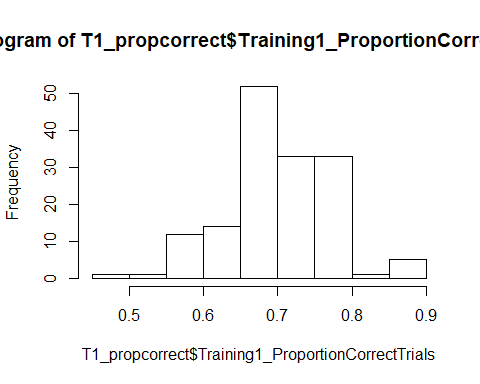 ogram of T1_propcorrect$Training1_ProportionCorre
Frequency
50
40
30
20
10
0
0.5 0.6 0.7 0.8 0.9
T1_propcorrect$Training1_ProportionCorrectTrials